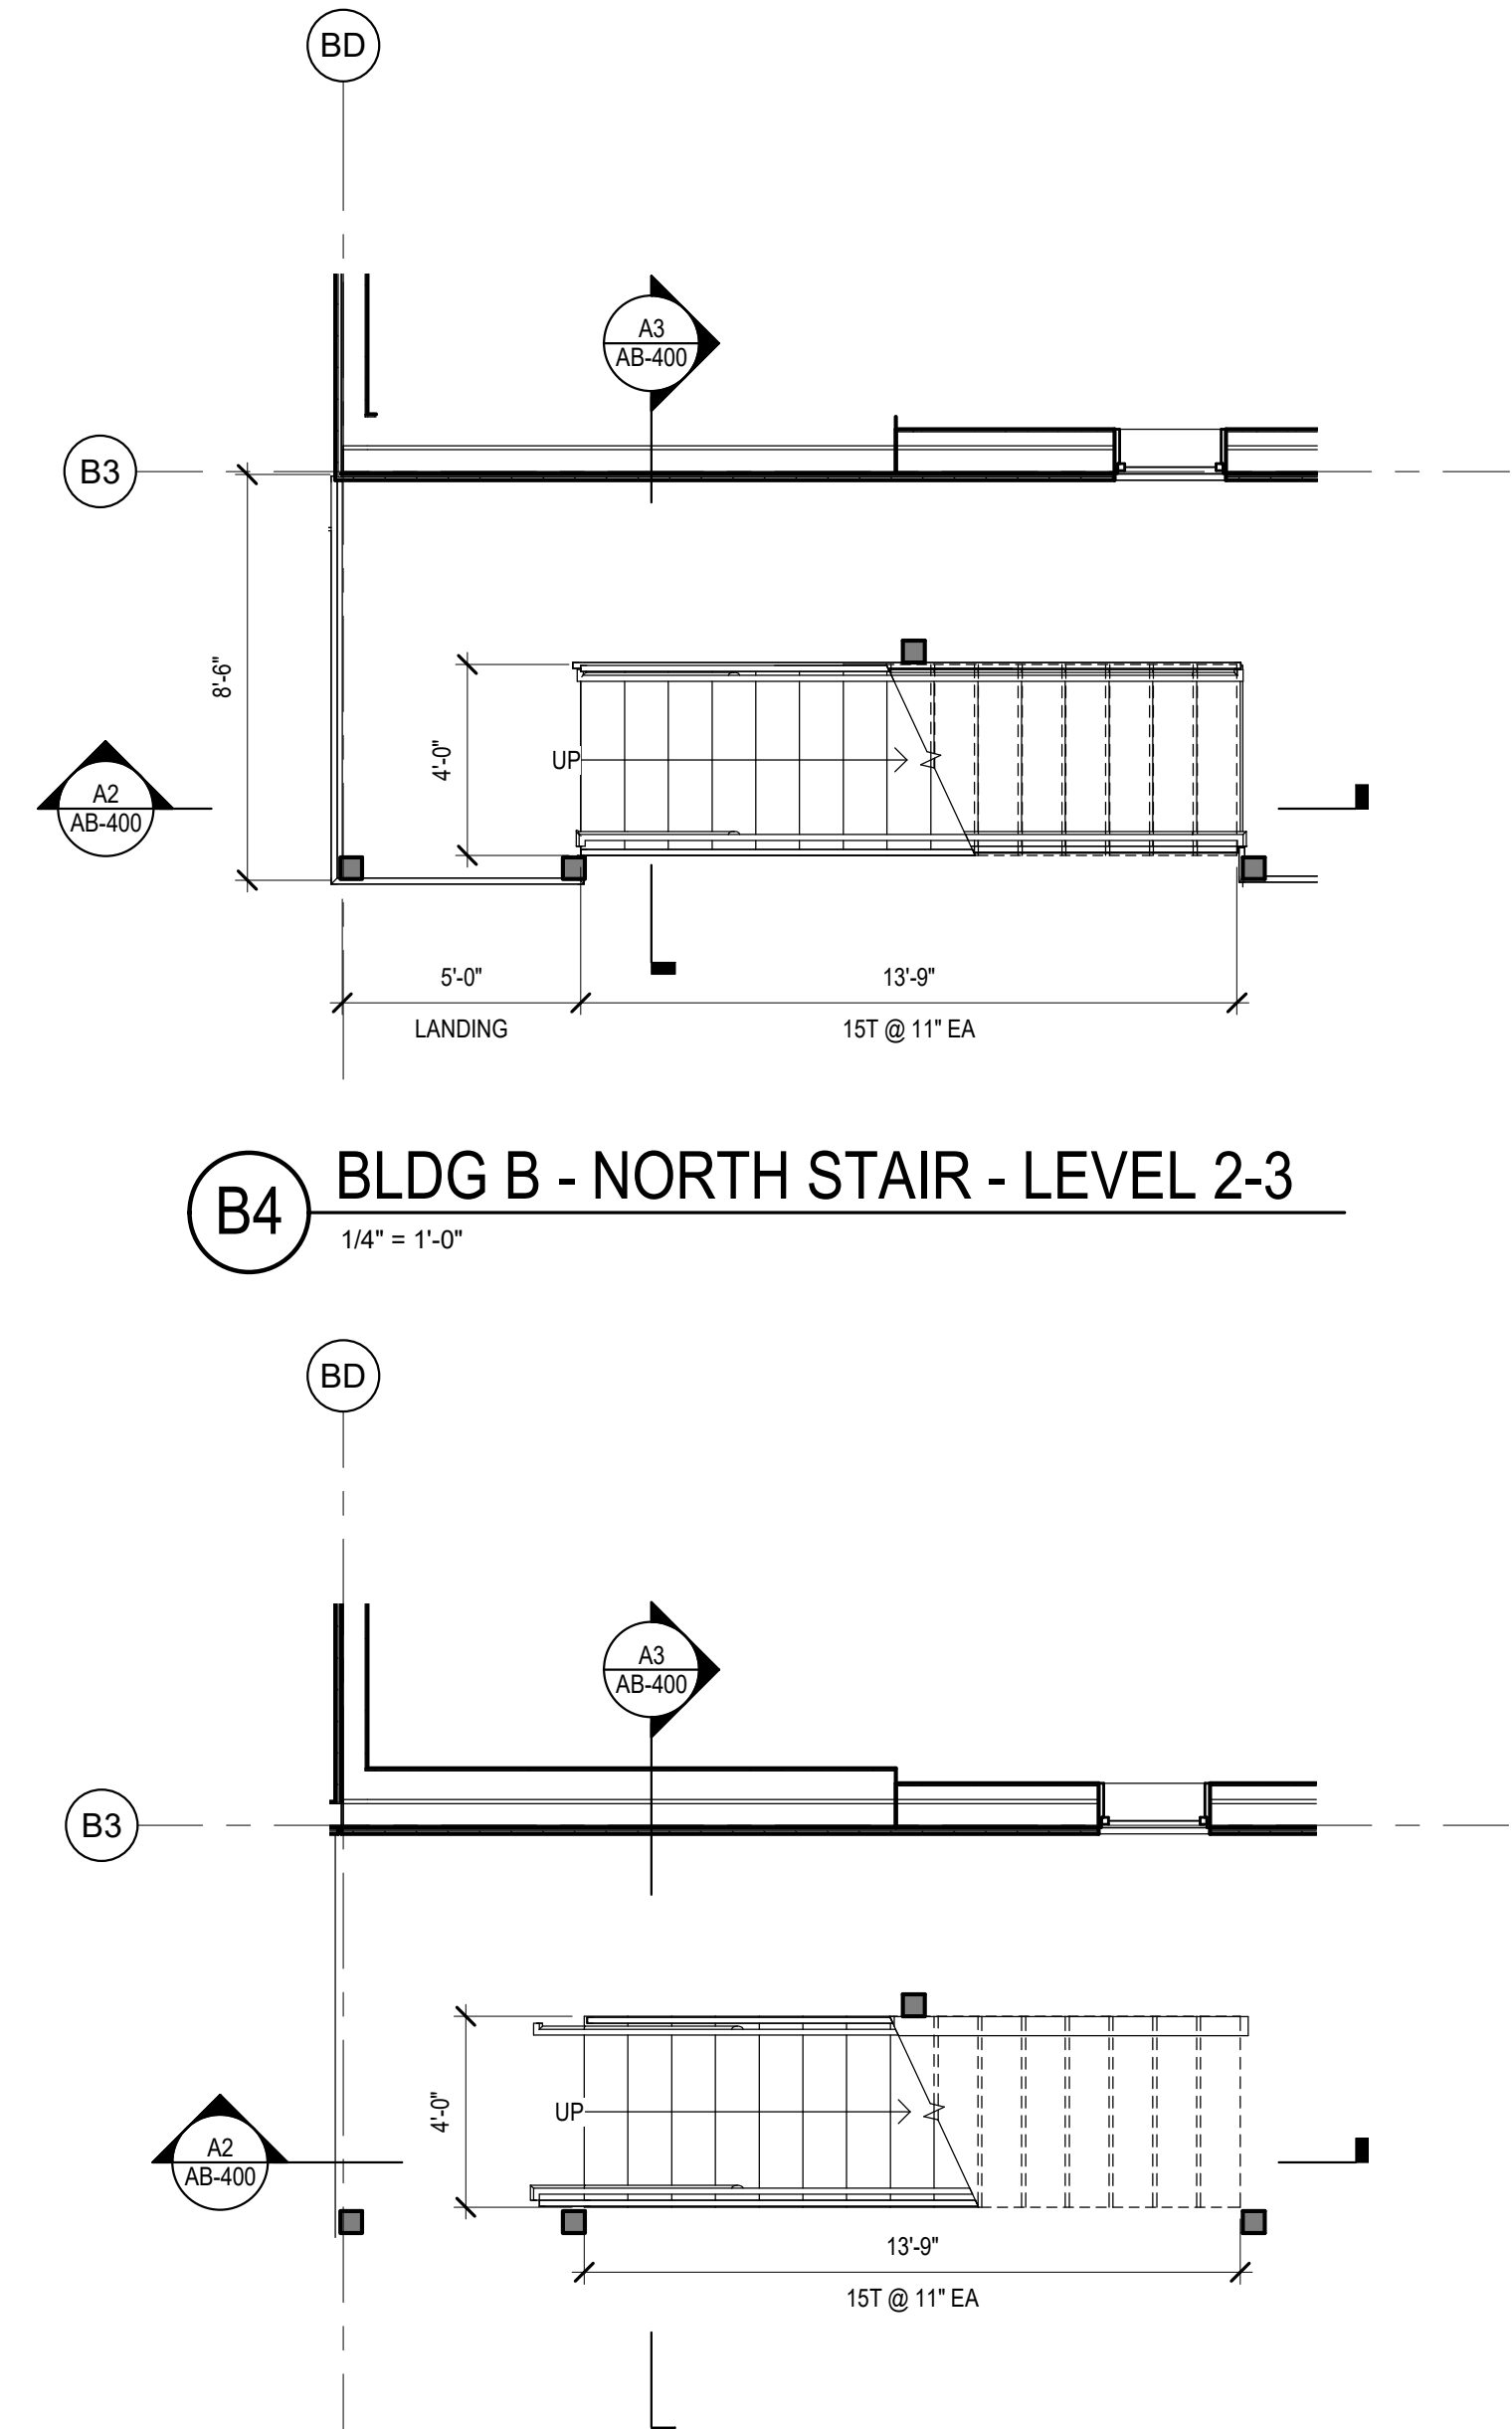 BD
A3
AB-400
B3
8'-6"
4'-0"
UP
A2
AB-400
5'-0"
13'-9"
LANDING
15T @ 11" EA
B4
BLDG B - NORTH STAIR - LEVEL 2-3
1/4" = 1'-0"
BD
A3
AB-400
B3
4'-0"
UP
A2
AB-400
13'-9"
15T @ 11" EA